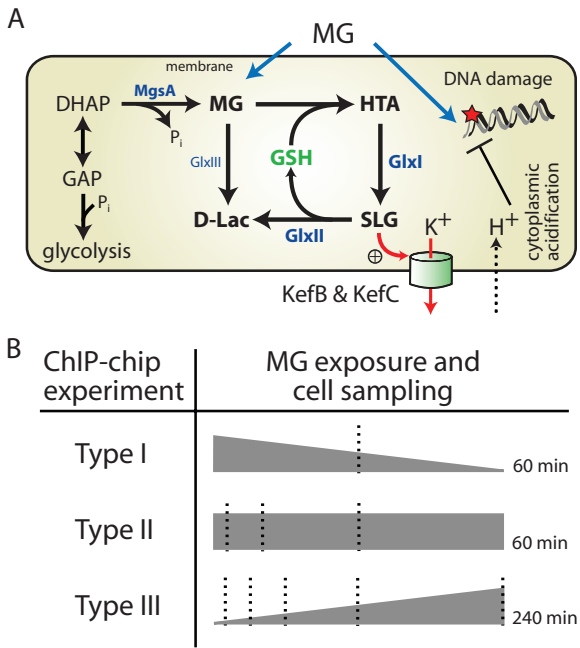 A
MG
membrane
DNA damage
DHAP
MgsA
MG
HTA
Pi
GlxIII
GSH
GlxI
GAP
Pi
D-Lac
GlxII
SLG
K+
H+
cytoplasmic
acidification
glycolysis
⊕
KefB & KefC
B
ChIP-chip
experiment
MG exposure and
cell sampling
Type I
60 min
Type II
60 min
Type III
240 min